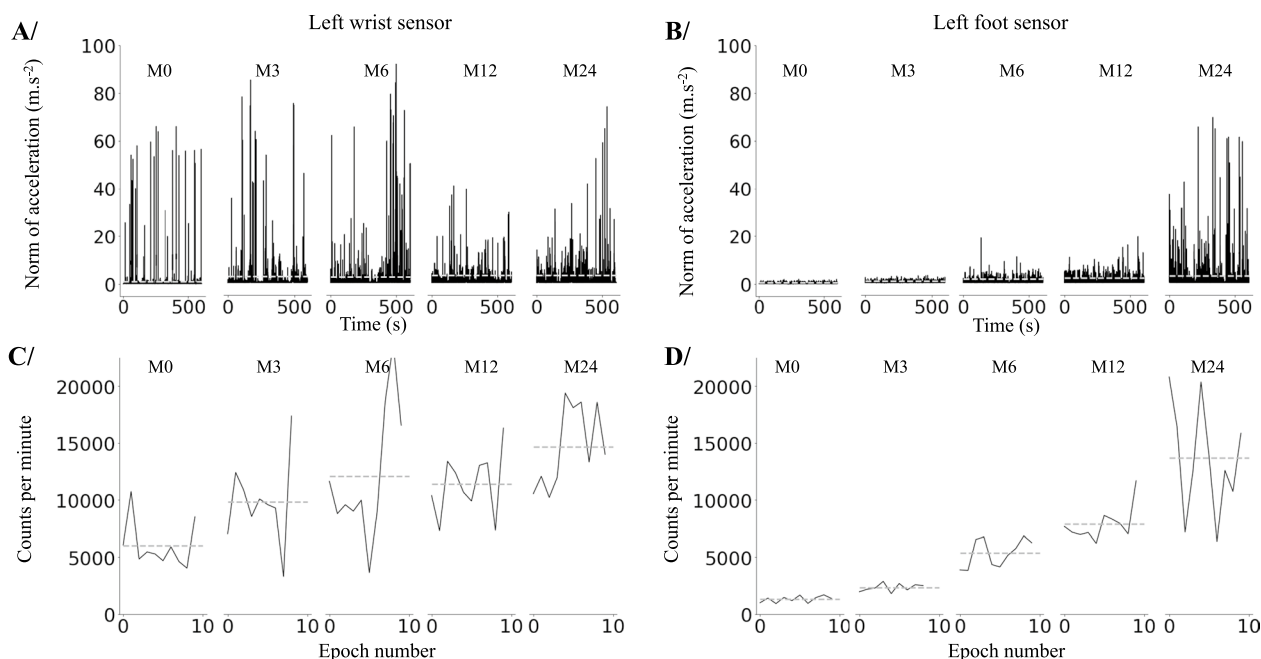 Left wrist sensor
Left foot sensor
A/
B/
Norm of acceleration (m.s-2)
100
80
60
40
20
0
M0 M3 M6 M12 M24
0 500 0 500 0 500 0 500 0 500
Time (s)
Norm of acceleration (m.s-2)
100
80
60
40
20
0
M0 M3 M6 M12 M24
0 500 0 500 0 500 0 500 0 500
Time (s)
C/
D/
Counts per minute
20000
15000
10000
5000
0
M0 M3 M6 M12 M24
0 10 0 10 0 10 0 10 0 10
Epoch number
Counts per minute
20000
15000
10000
5000
0
M0 M3 M6 M12 M24
0 10 0 10 0 10 0 10 0 10
Epoch number